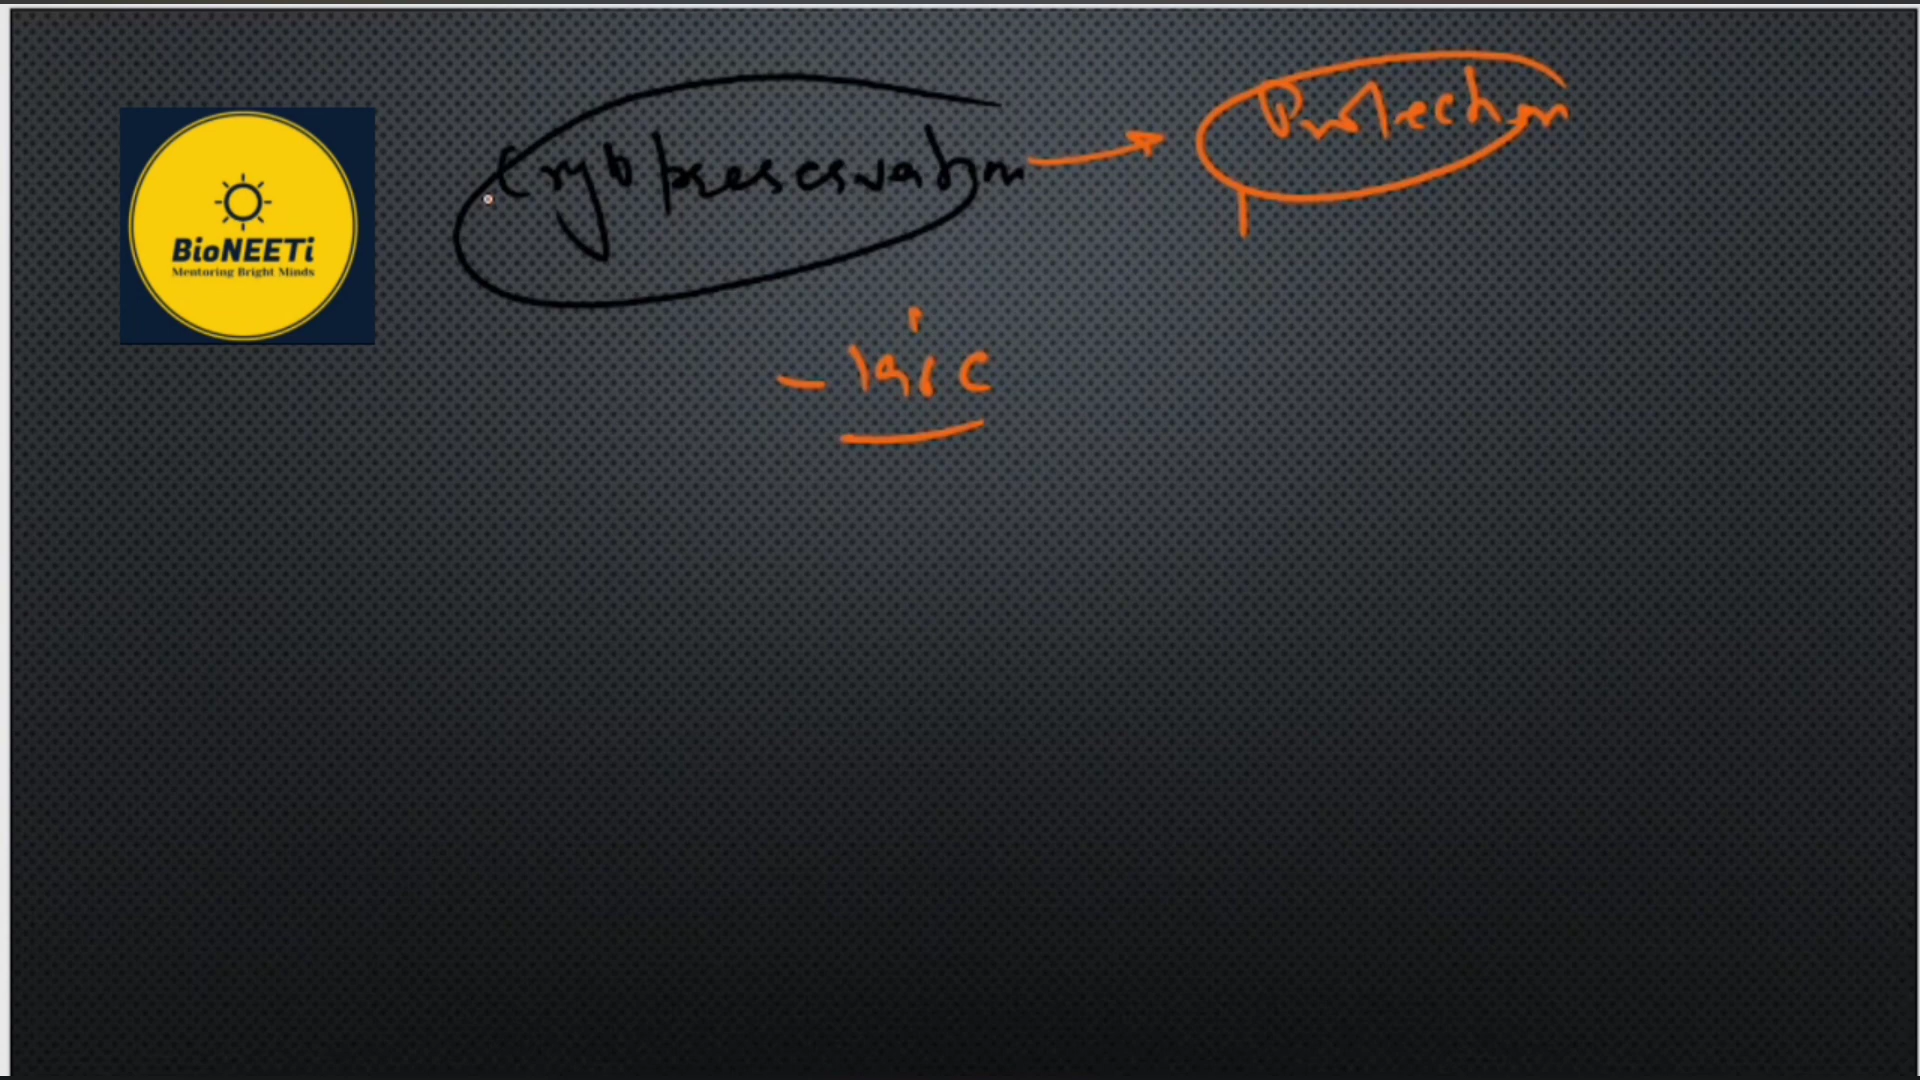 Cryopreservation → Protection
BioNEETi
Mentoring Bright Minds
- 196°C